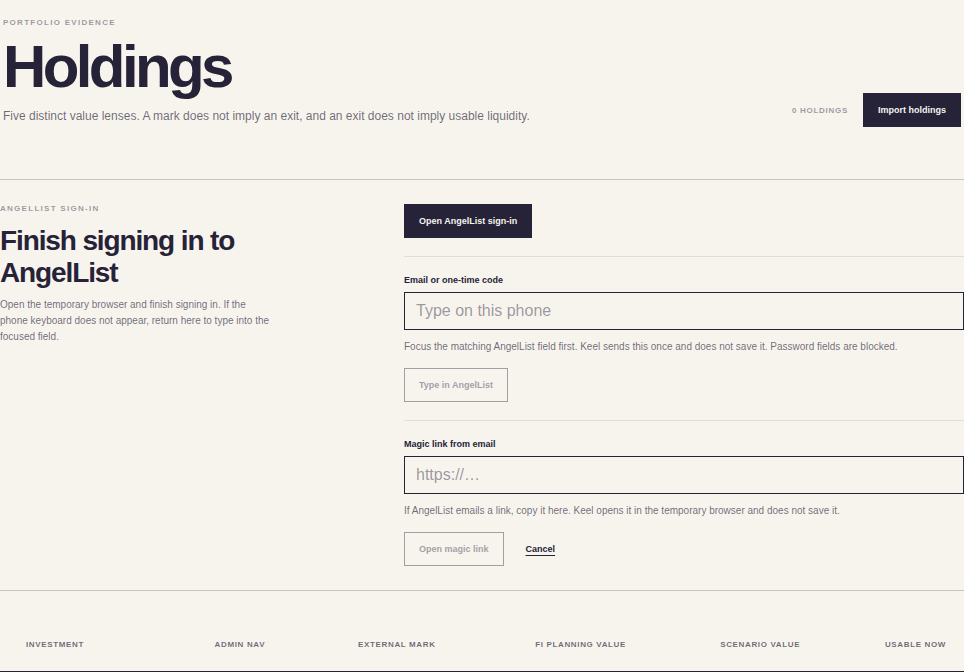 PORTFOLIO EVIDENCE
Holdings
Five distinct value lenses. A mark does not imply an exit, and an exit does not imply usable liquidity.
0 HOLDINGS
Import holdings
ANGELLIST SIGN-IN
Finish signing in to
AngelList
Open the temporary browser and finish signing in. If the
phone keyboard does not appear, return here to type into the
focused field.
Open AngelList sign-in
Email or one-time code
Type on this phone
Focus the matching AngelList field first. Keel sends this once and does not save it. Password fields are blocked.
Type in AngelList
Magic link from email
https://…
If AngelList emails a link, copy it here. Keel opens it in the temporary browser and does not save it.
Open magic link
Cancel
INVESTMENT
ADMIN NAV
EXTERNAL MARK
FI PLANNING VALUE
SCENARIO VALUE
USABLE NOW